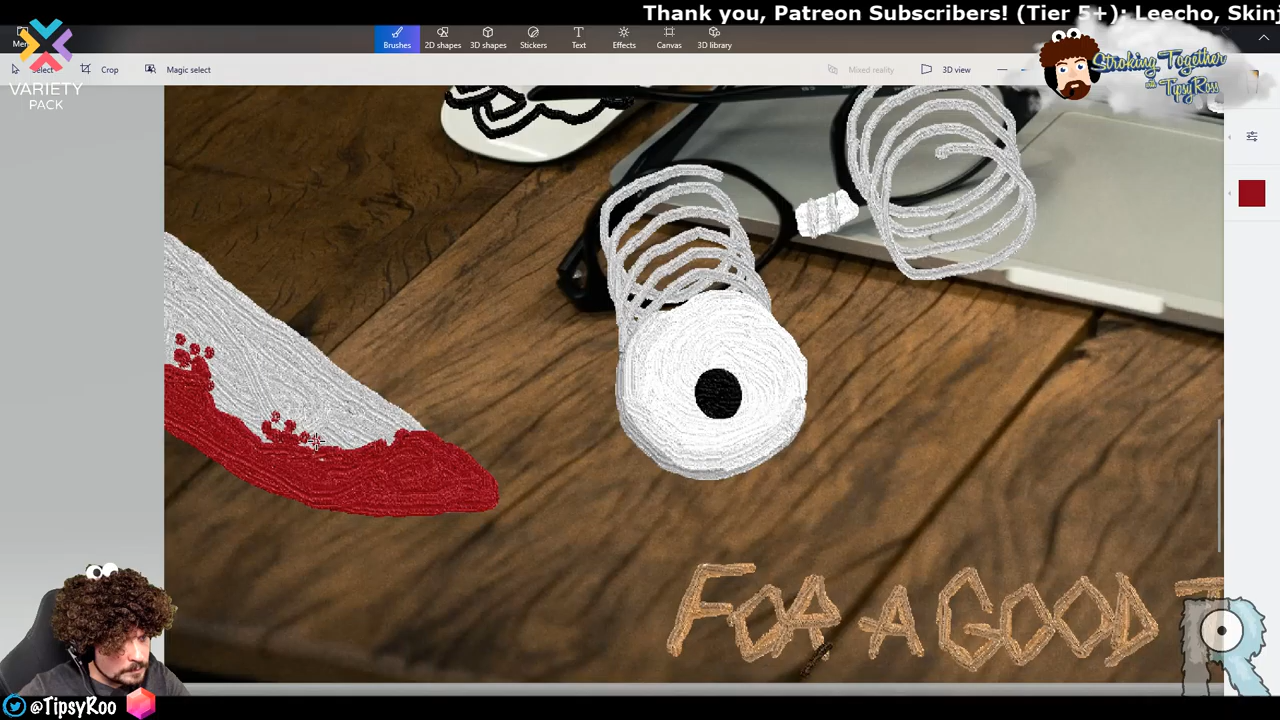 Thank you, Patreon Subscribers! (Tier 5+): Leecho, Skinj
Brushes
2D shapes
3D shapes
Stickers
Text
Effects
Canvas
3D library
Select
Crop
Magic select
Mixed reality
3D view
VARIETY
PACK
Stroking Together
with TipsyRoss
FOR A GOOD T
@TipsyRoo
R